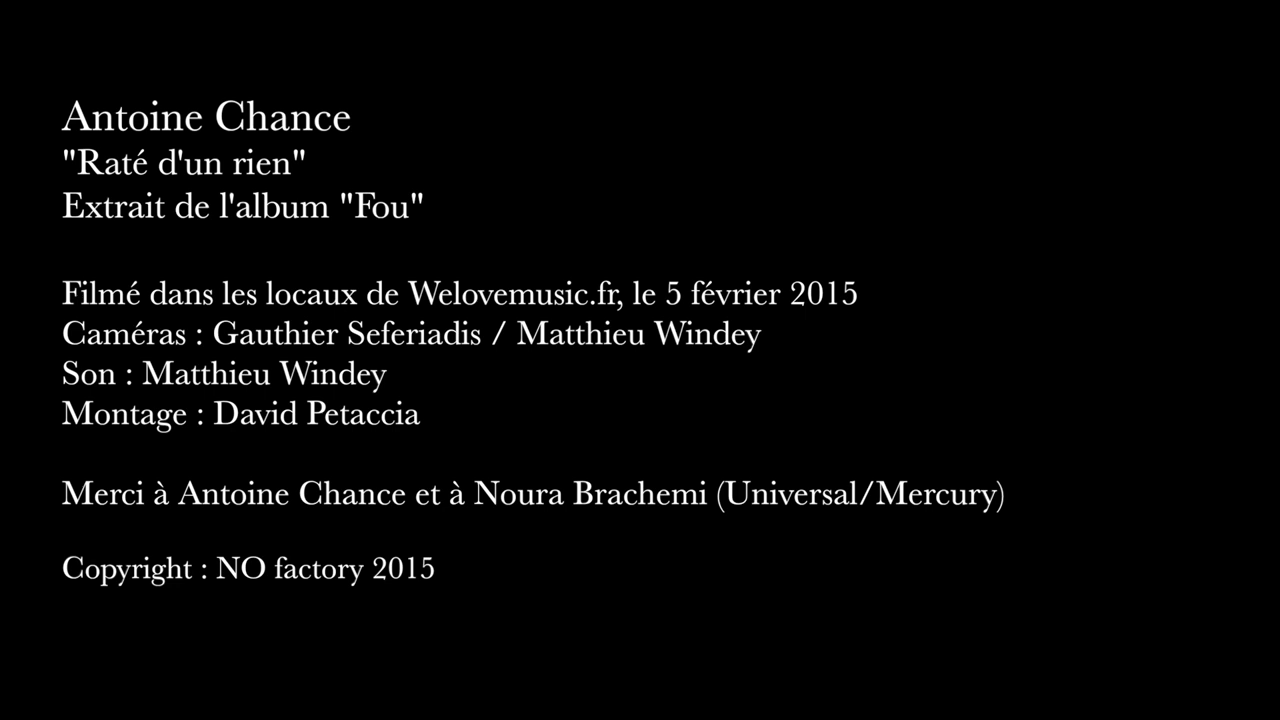 Antoine Chance
"Raté d'un rien"
Extrait de l'album "Fou"
Filmé dans les locaux de Welovemusic.fr, le 5 février 2015
Caméras : Gauthier Seferiadis / Matthieu Windey
Son : Matthieu Windey
Montage : David Petaccia
Merci à Antoine Chance et à Noura Brachemi (Universal/Mercury)
Copyright : NO factory 2015